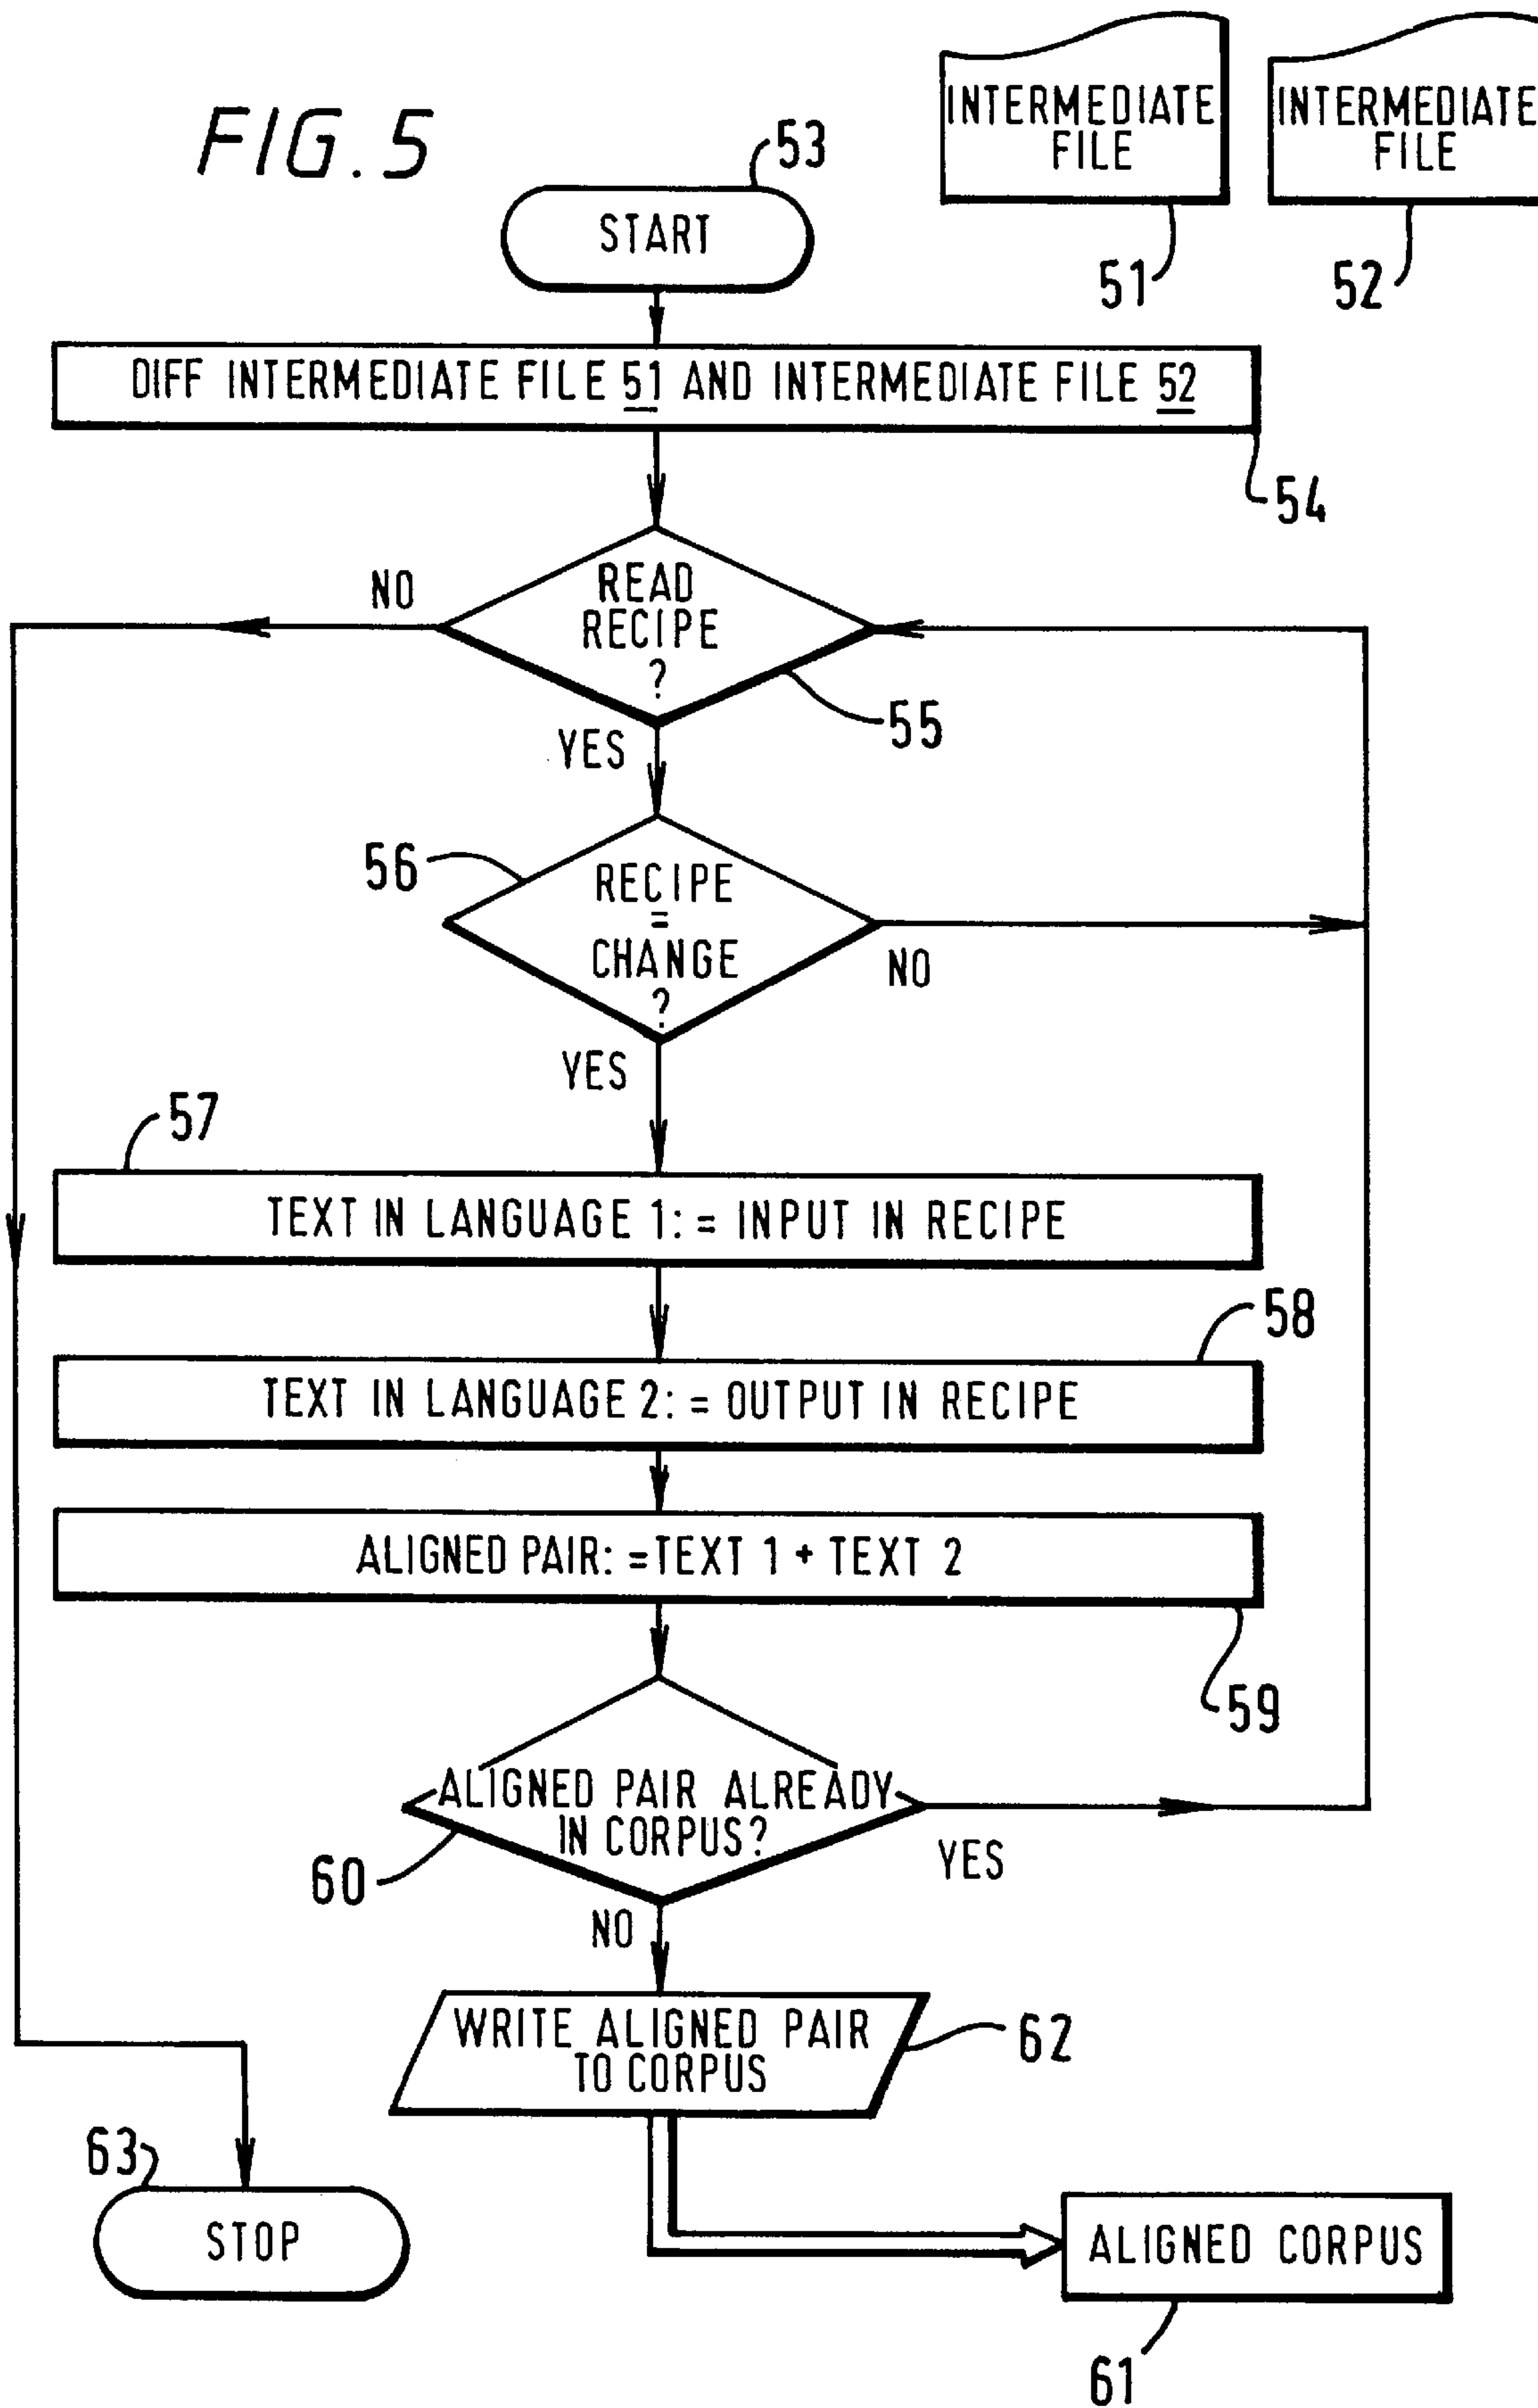 FIG. 5
INTERMEDIATE
FILE
51
INTERMEDIATE
FILE
52
53
START
DIFF INTERMEDIATE FILE 51 AND INTERMEDIATE FILE 52
54
NO
READ
RECIPE
?
55
YES
56
RECIPE
=
CHANGE
?
NO
YES
57
TEXT IN LANGUAGE 1: = INPUT IN RECIPE
58
TEXT IN LANGUAGE 2: = OUTPUT IN RECIPE
ALIGNED PAIR: =TEXT 1 + TEXT 2
59
ALIGNED PAIR ALREADY
IN CORPUS?
60
YES
NO
WRITE ALIGNED PAIR
TO CORPUS
62
63
STOP
ALIGNED CORPUS
61